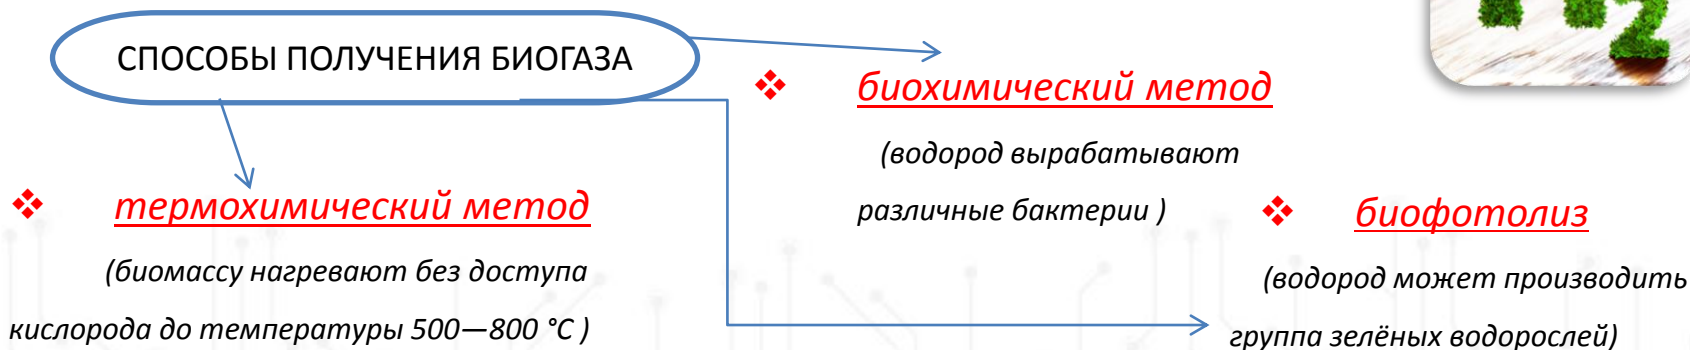 СПОСОБЫ ПОЛУЧЕНИЯ БИОГАЗА
❖ биохимический метод
(водород вырабатывают
различные бактерии )
❖ термохимический метод
(биомассу нагревают без доступа
кислорода до температуры 500—800 °C )
❖ биофотолиз
(водород может производить
группа зелёных водорослей)